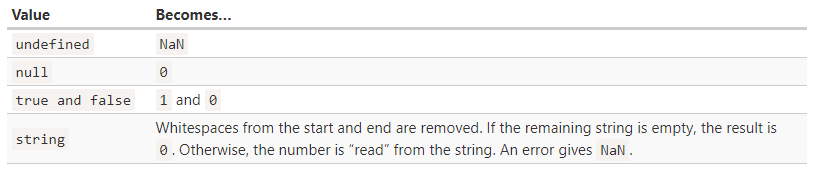 Value Becomes...
undefined NaN
null 0
true and false 1 and 0
string Whitespaces from the start and end are removed. If the remaining string is empty, the result is
0. Otherwise, the number is “read” from the string. An error gives NaN.